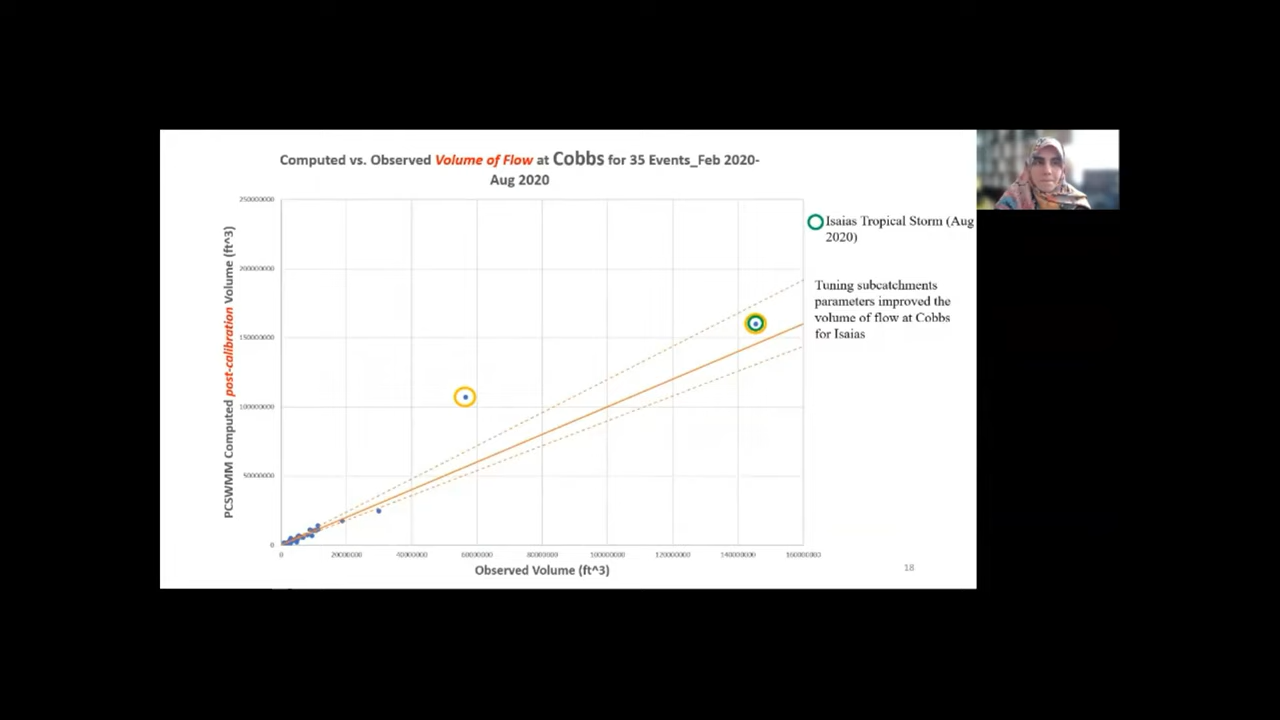 Computed vs. Observed Volume of Flow at Cobbs for 35 Events_Feb 2020-
Aug 2020
PCSWMM Computed post-calibration Volume (ft^3)
250000000
200000000
150000000
100000000
50000000
0
0 20000000 40000000 60000000 80000000 100000000 120000000 140000000 160000000
Observed Volume (ft^3)
Isaias Tropical Storm (Aug
2020)
Tuning subcatchments
parameters improved the
volume of flow at Cobbs
for Isaias
18